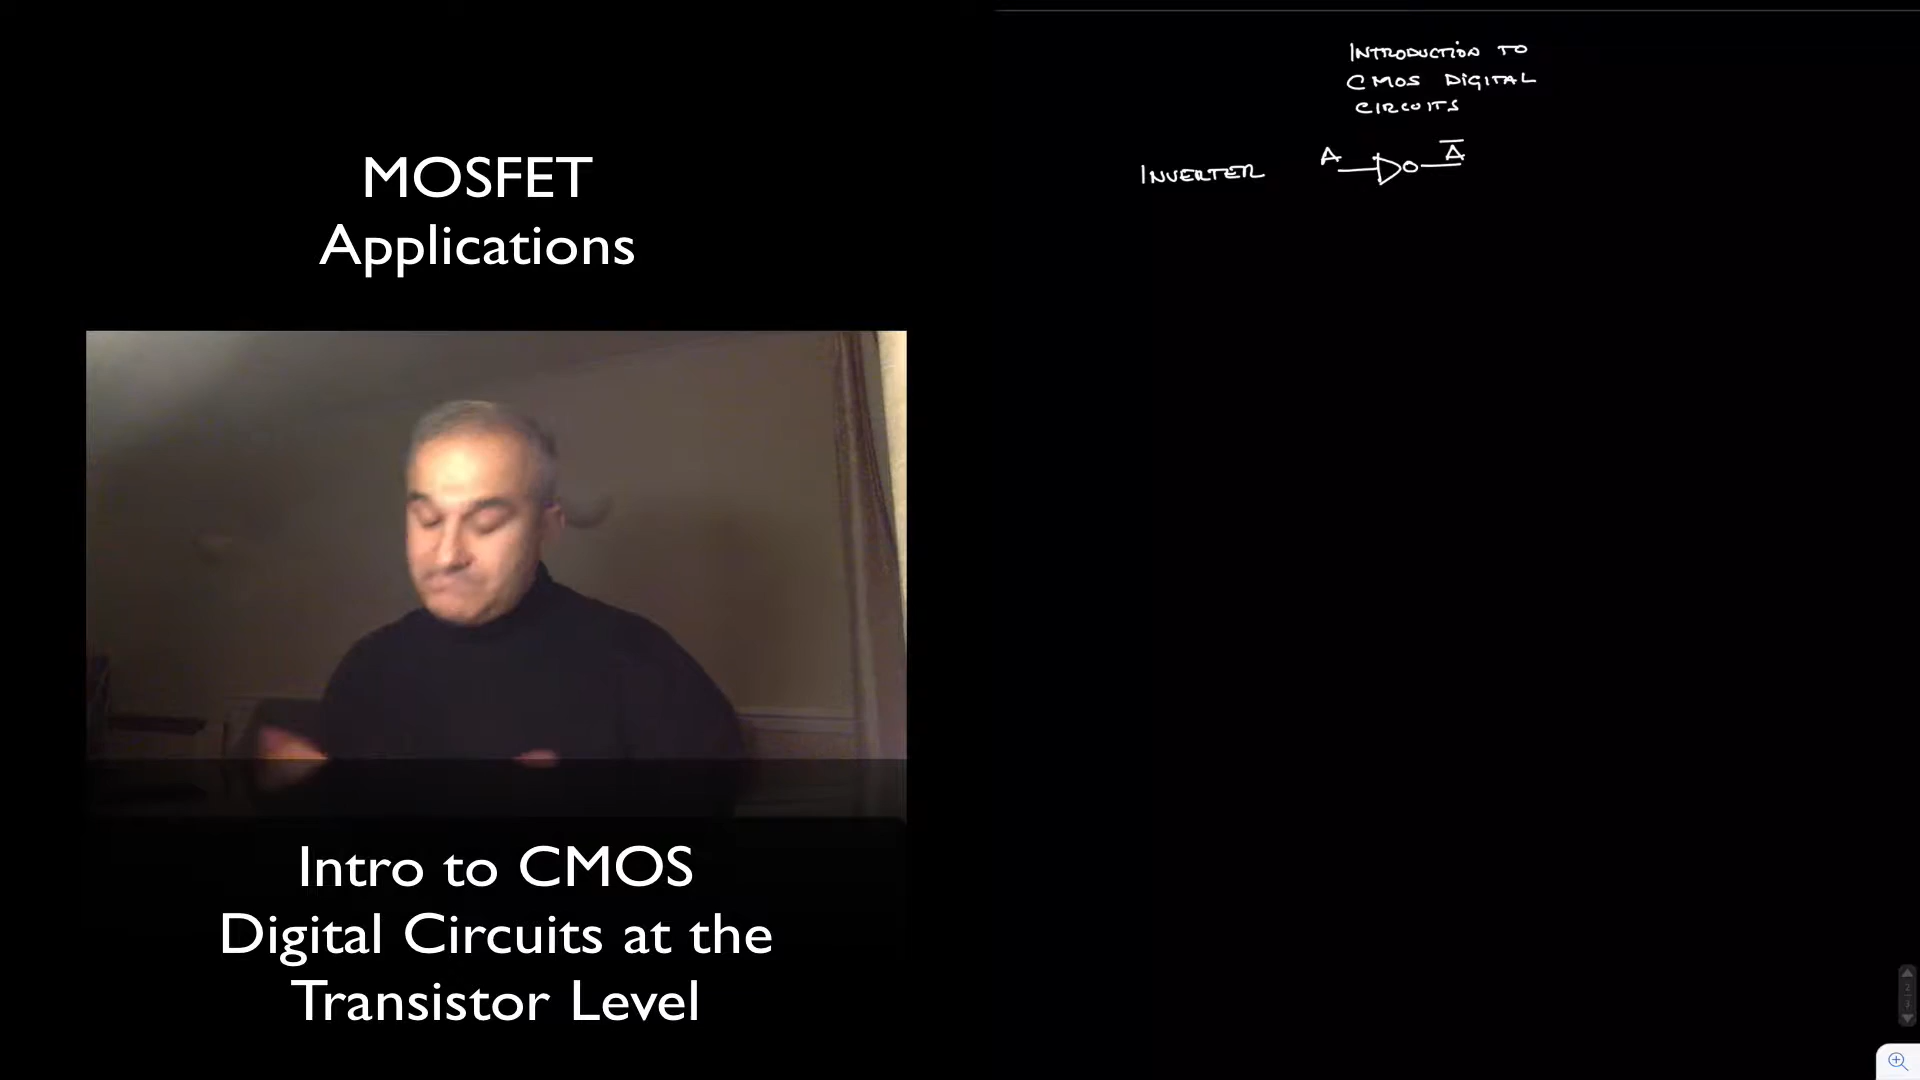 MOSFET
Applications
Intro to CMOS
Digital Circuits at the
Transistor Level
INTRODUCTION TO
CMOS DIGITAL
CIRCUITS
INVERTER A A̅